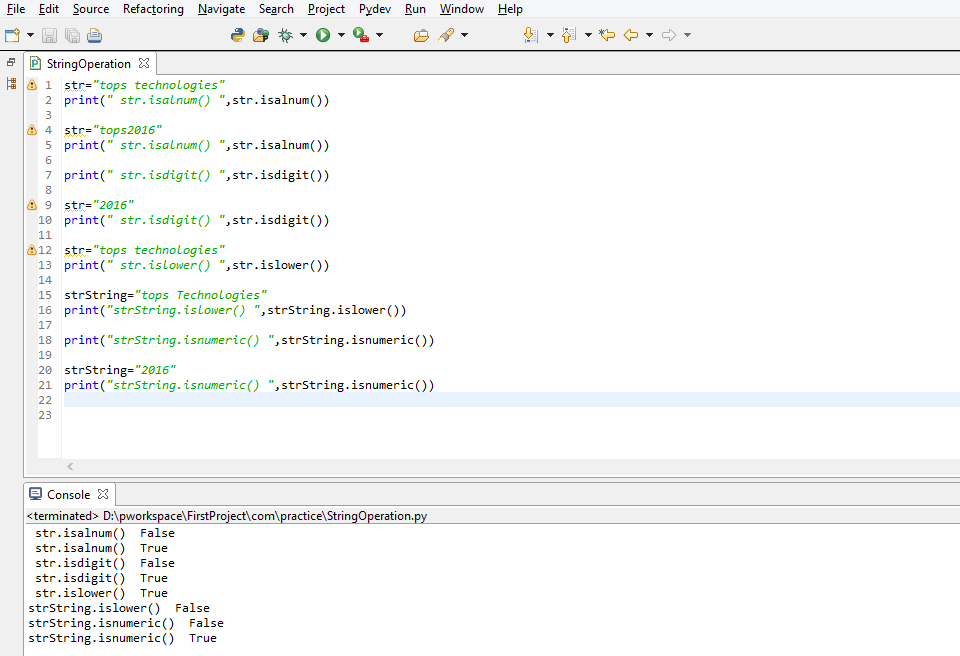 File Edit Source Refactoring Navigate Search Project Pydev Run Window Help
StringOperation
1 str="tops technologies"
2 print(" str.isalnum() ",str.isalnum())
3
4 str="tops2016"
5 print(" str.isalnum() ",str.isalnum())
6
7 print(" str.isdigit() ",str.isdigit())
8
9 str="2016"
10 print(" str.isdigit() ",str.isdigit())
11
12 str="tops technologies"
13 print(" str.islower() ",str.islower())
14
15 strString="tops Technologies"
16 print("strString.islower() ",strString.islower())
17
18 print("strString.isnumeric() ",strString.isnumeric())
19
20 strString="2016"
21 print("strString.isnumeric() ",strString.isnumeric())
22
23
Console
<terminated> D:\pworkspace\FirstProject\com\practice\StringOperation.py
str.isalnum()  False
str.isalnum()  True
str.isdigit()  False
str.isdigit()  True
str.islower()  True
strString.islower()  False
strString.isnumeric()  False
strString.isnumeric()  True